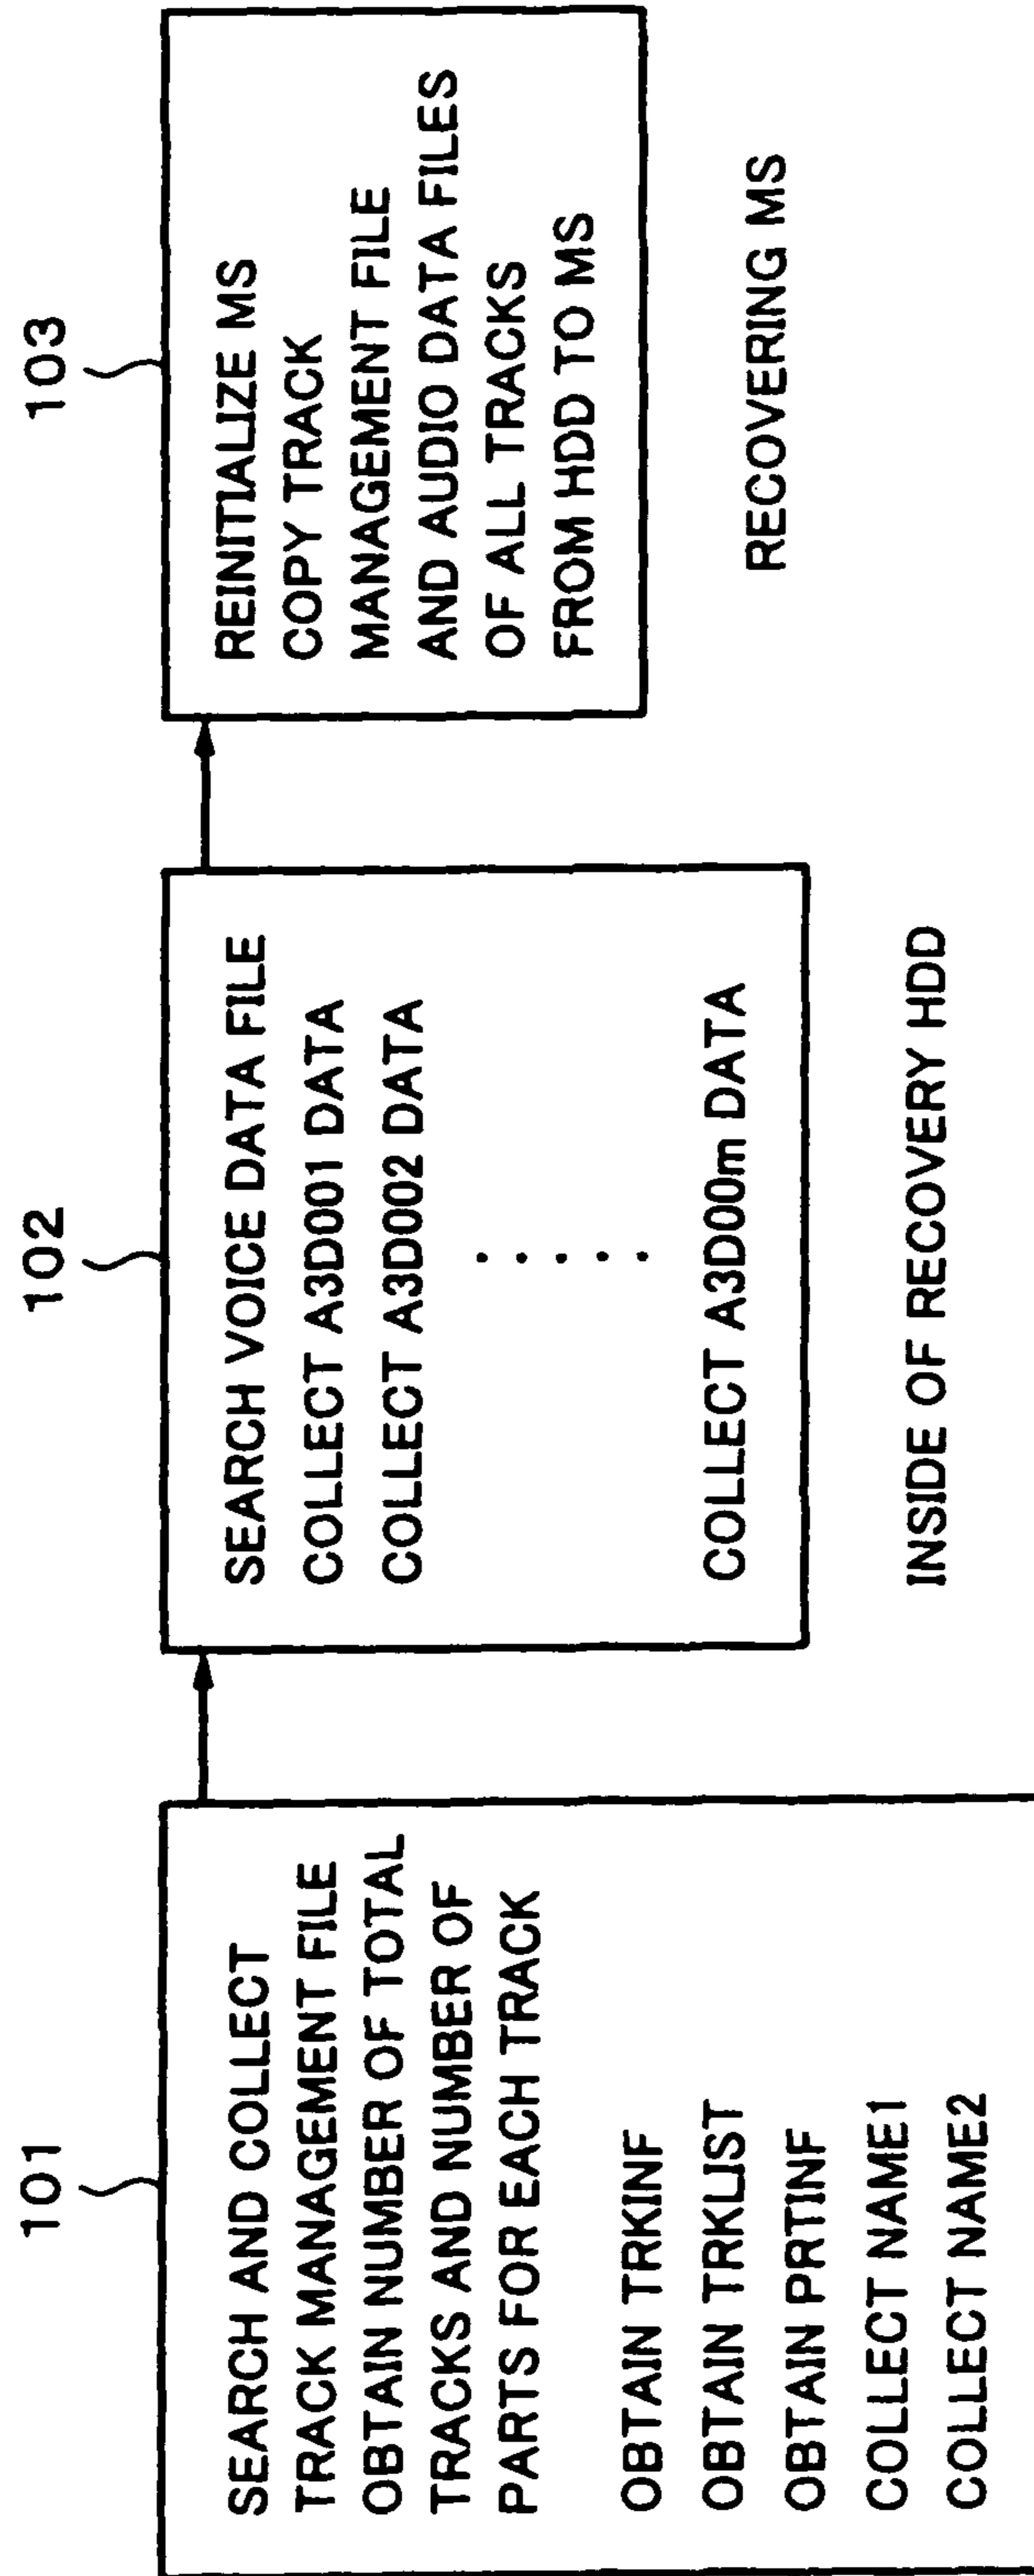 101
SEARCH AND COLLECT
TRACK MANAGEMENT FILE
OBTAIN NUMBER OF TOTAL
TRACKS AND NUMBER OF
PARTS FOR EACH TRACK
OBTAIN TRKINF
OBTAIN TRKLIST
OBTAIN PRTINF
COLLECT NAME1
COLLECT NAME2
102
SEARCH VOICE DATA FILE
COLLECT A3D001 DATA
COLLECT A3D002 DATA
. . . . .
COLLECT A3D00m DATA
INSIDE OF RECOVERY HDD
103
REINITIALIZE MS
COPY TRACK
MANAGEMENT FILE
AND AUDIO DATA FILES
OF ALL TRACKS
FROM HDD TO MS
RECOVERING MS